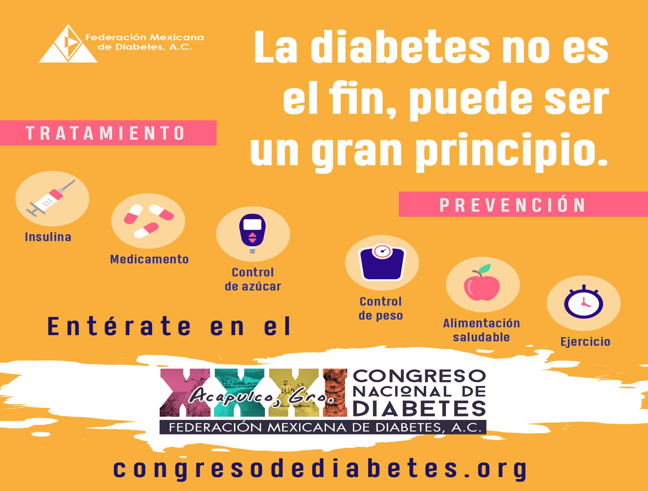 Federación Mexicana
de Diabetes, A.C.
La diabetes no es
el fin, puede ser
un gran principio.
TRATAMIENTO
Insulina
Medicamento
Control
de azúcar
PREVENCIÓN
Control
de peso
Alimentación
saludable
Ejercicio
Entérate en el
XXXI
Acapulco, Gro.
CONGRESO
NACIONAL DE
DIABETES
FEDERACIÓN MEXICANA DE DIABETES, A.C.
congresodediabetes.org